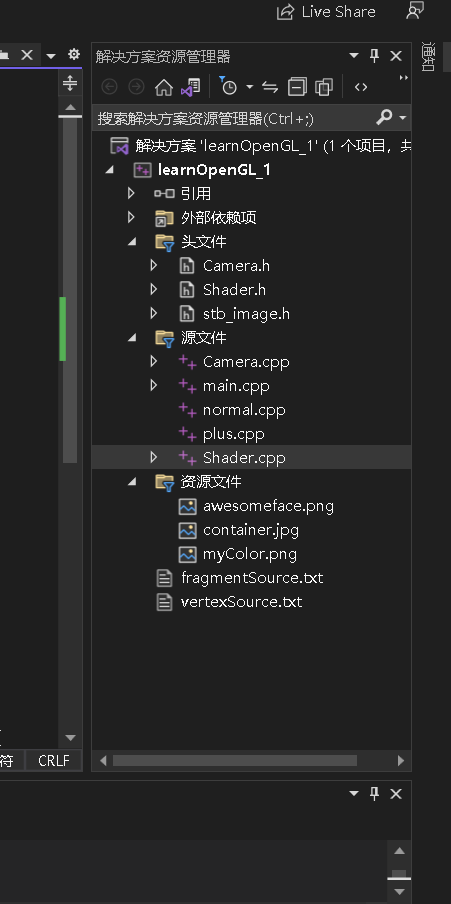 Live Share
解决方案资源管理器
通知
搜索解决方案资源管理器(Ctrl+;)
解决方案 'learnOpenGL_1' (1 个项目, 共
learnOpenGL_1
引用
外部依赖项
头文件
Camera.h
Shader.h
stb_image.h
源文件
Camera.cpp
main.cpp
normal.cpp
plus.cpp
Shader.cpp
资源文件
awesomeface.png
container.jpg
myColor.png
fragmentSource.txt
vertexSource.txt
符 CRLF